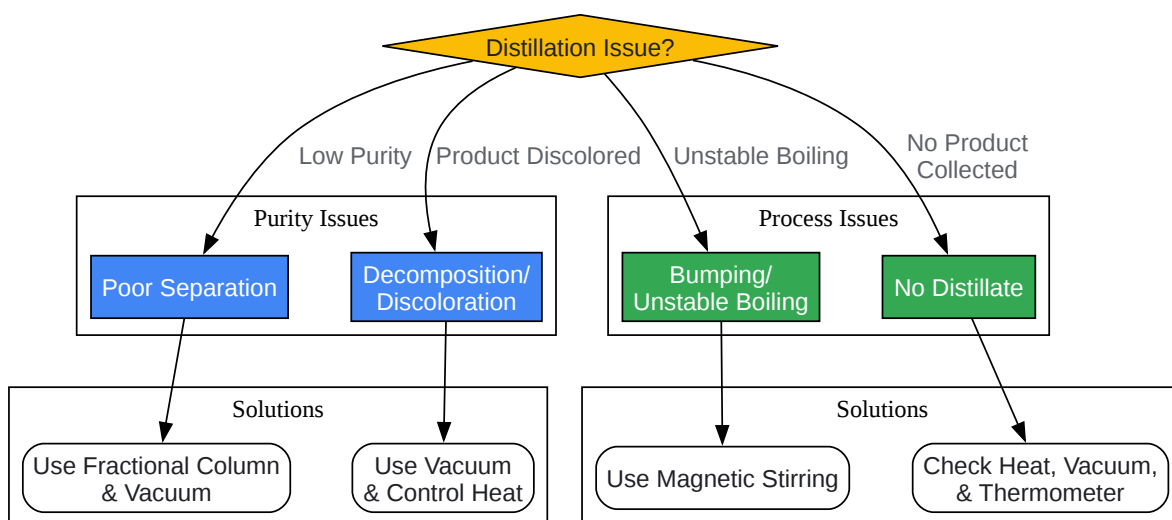 Distillation Issue?
Low Purity
Product Discolored
Unstable Boiling
No Product
Collected
Purity Issues
Process Issues
Poor Separation
Decomposition/
Discoloration
Bumping/
Unstable Boiling
No Distillate
Solutions
Solutions
Use Fractional Column
& Vacuum
Use Vacuum
& Control Heat
Use Magnetic Stirring
Check Heat, Vacuum,
& Thermometer